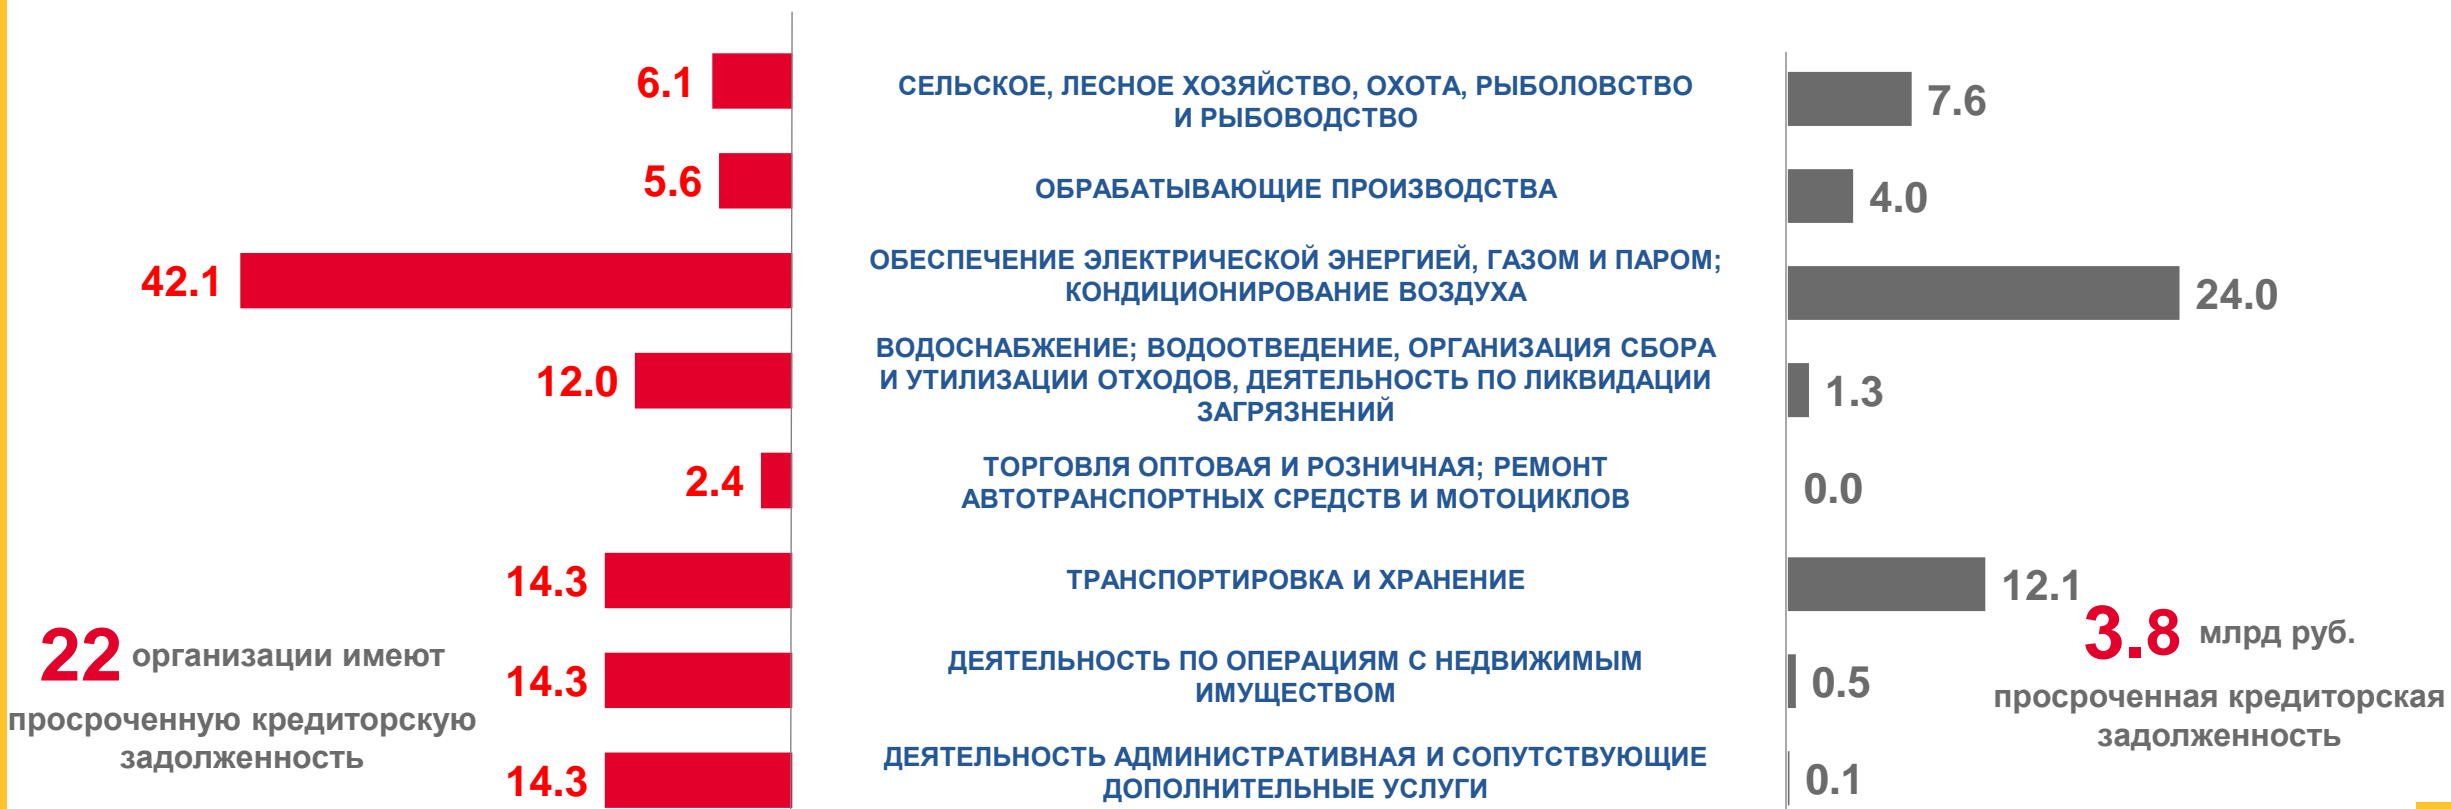 6.1
СЕЛЬСКОЕ, ЛЕСНОЕ ХОЗЯЙСТВО, ОХОТА, РЫБОЛОВСТВО
И РЫБОВОДСТВО
7.6
5.6
ОБРАБАТЫВАЮЩИЕ ПРОИЗВОДСТВА
4.0
42.1
ОБЕСПЕЧЕНИЕ ЭЛЕКТРИЧЕСКОЙ ЭНЕРГИЕЙ, ГАЗОМ И ПАРОМ;
КОНДИЦИОНИРОВАНИЕ ВОЗДУХА
24.0
12.0
ВОДОСНАБЖЕНИЕ; ВОДООТВЕДЕНИЕ, ОРГАНИЗАЦИЯ СБОРА
И УТИЛИЗАЦИИ ОТХОДОВ, ДЕЯТЕЛЬНОСТЬ ПО ЛИКВИДАЦИИ
ЗАГРЯЗНЕНИЙ
1.3
2.4
ТОРГОВЛЯ ОПТОВАЯ И РОЗНИЧНАЯ; РЕМОНТ
АВТОТРАНСПОРТНЫХ СРЕДСТВ И МОТОЦИКЛОВ
0.0
14.3
ТРАНСПОРТИРОВКА И ХРАНЕНИЕ
12.1
14.3
ДЕЯТЕЛЬНОСТЬ ПО ОПЕРАЦИЯМ С НЕДВИЖИМЫМ
ИМУЩЕСТВОМ
0.5
14.3
ДЕЯТЕЛЬНОСТЬ АДМИНИСТРАТИВНАЯ И СОПУТСТВУЮЩИЕ
ДОПОЛНИТЕЛЬНЫЕ УСЛУГИ
0.1
22 организации имеют
просроченную кредиторскую
задолженность
3.8 млрд руб.
просроченная кредиторская
задолженность